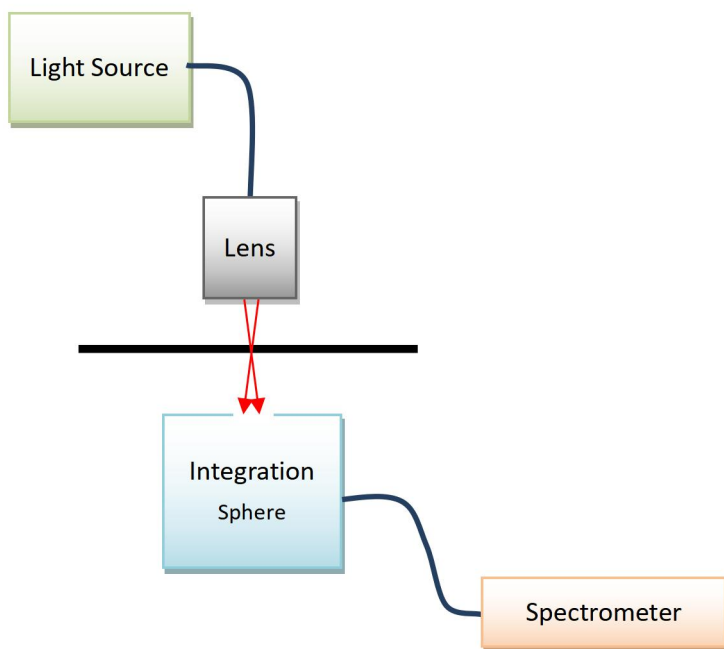 Light Source
Lens
Integration
Sphere
Spectrometer